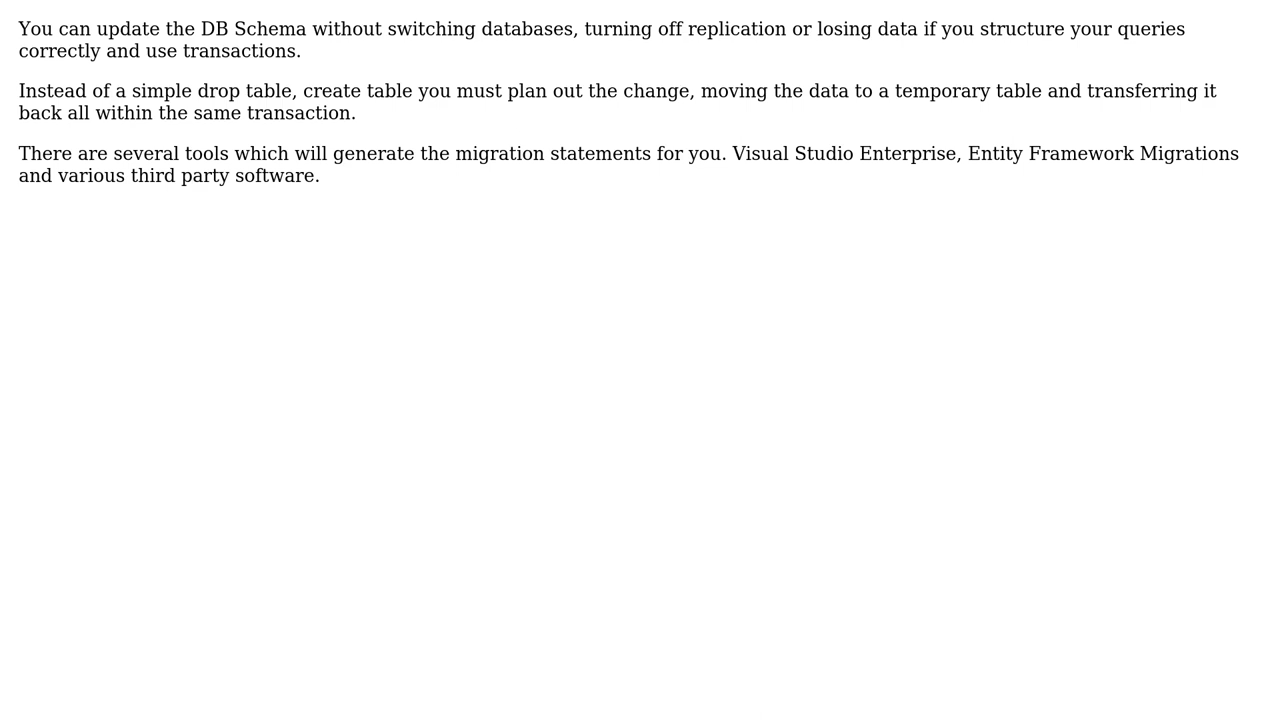 You can update the DB Schema without switching databases, turning off replication or losing data if you structure your queries
correctly and use transactions.
Instead of a simple drop table, create table you must plan out the change, moving the data to a temporary table and transferring it
back all within the same transaction.
There are several tools which will generate the migration statements for you. Visual Studio Enterprise, Entity Framework Migrations
and various third party software.